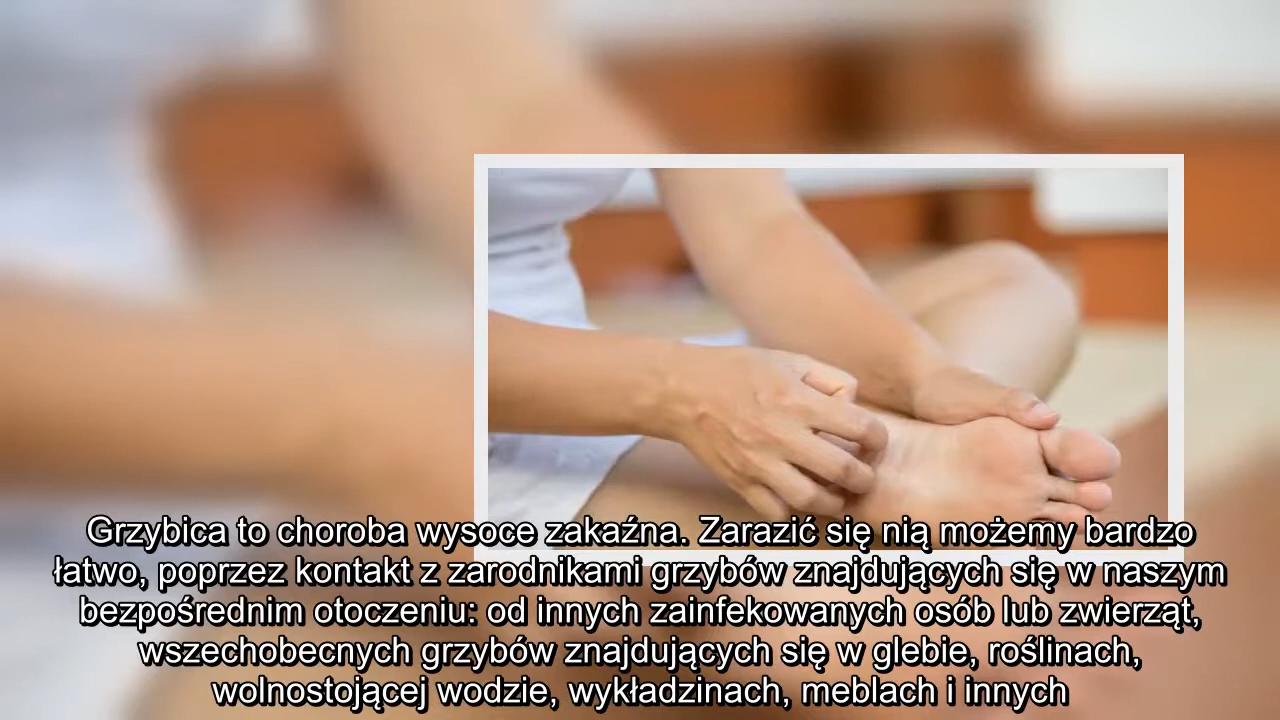 Grzybica to choroba wysoce zakaźna. Zarazić się nią możemy bardzo
łatwo, poprzez kontakt z zarodnikami grzybów znajdujących się w naszym
bezpośrednim otoczeniu: od innych zainfekowanych osób lub zwierząt,
wszechobecnych grzybów znajdujących się w glebie, roślinach,
wolnostojącej wodzie, wykładzinach, meblach i innych